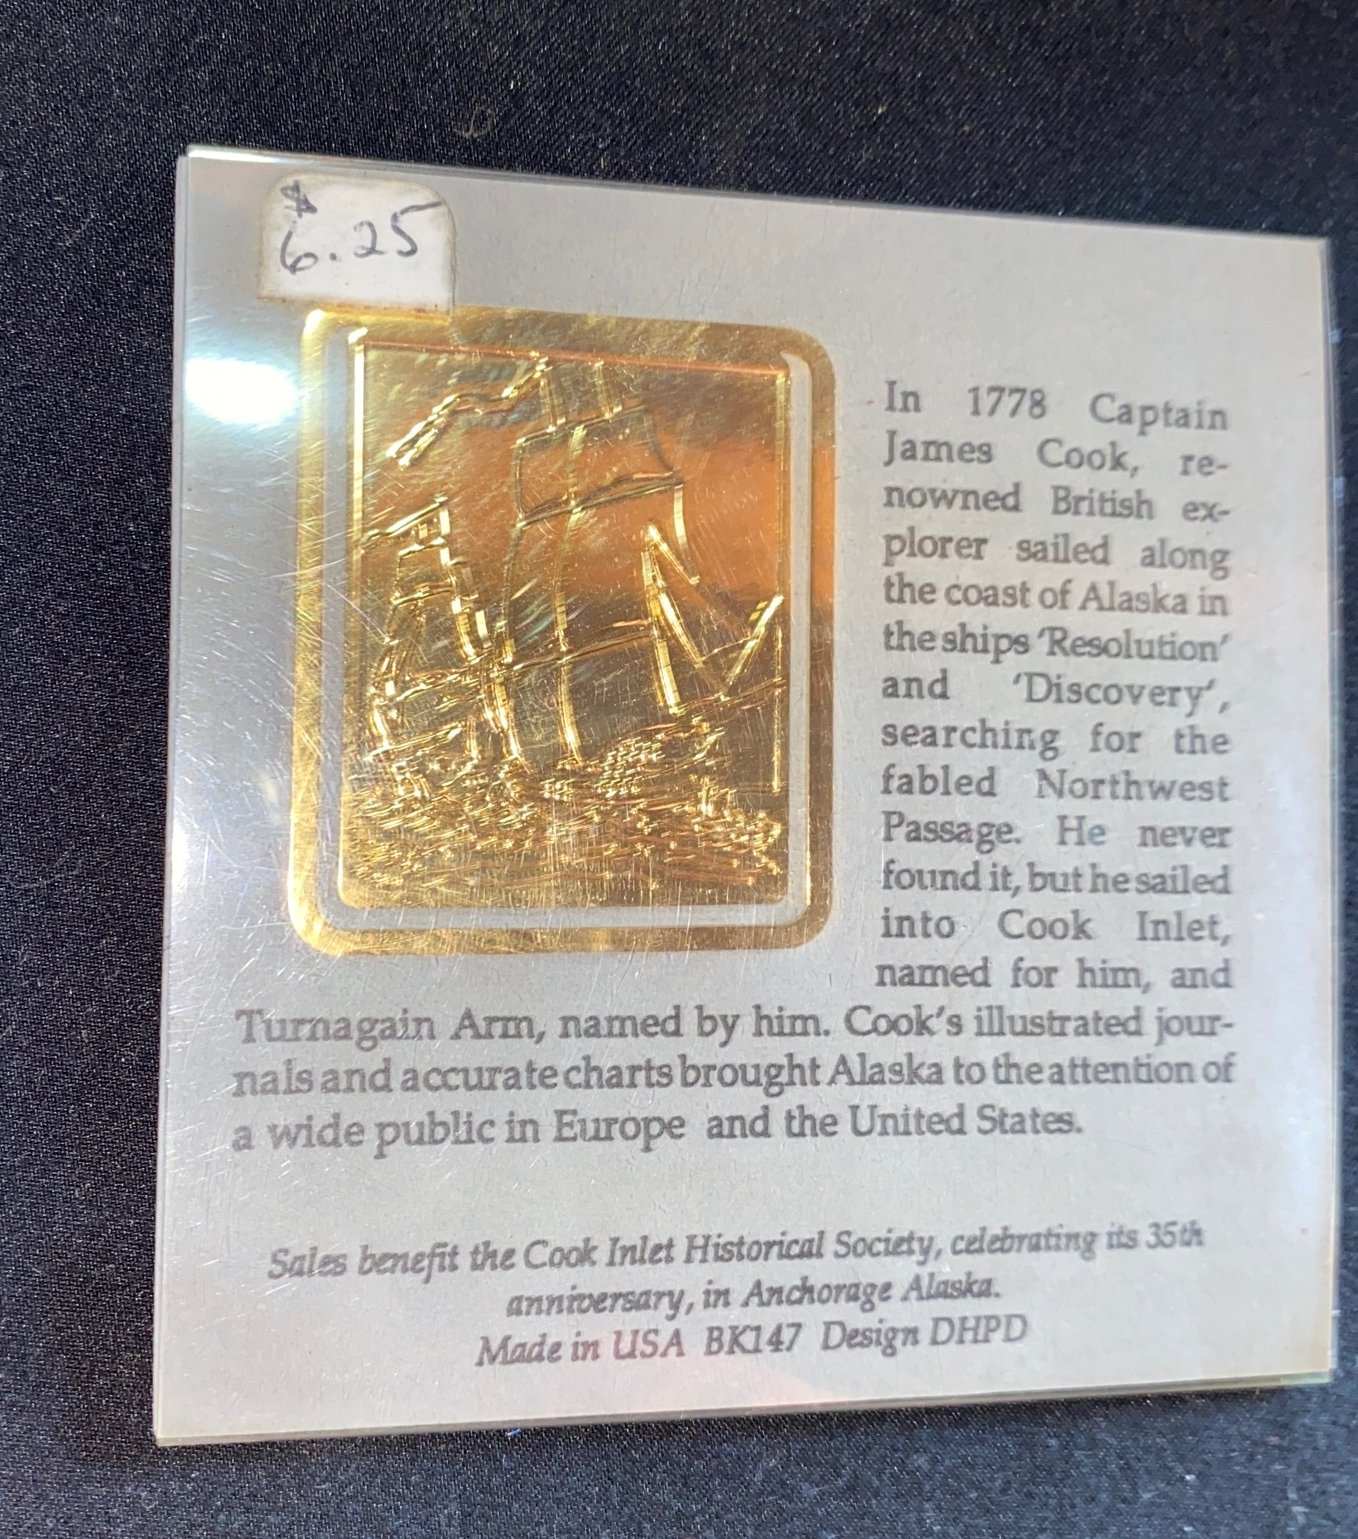 $
6.25
In 1778 Captain
James Cook, re-
nowned British ex-
plorer sailed along
the coast of Alaska in
the ships 'Resolution'
and 'Discovery',
searching for the
fabled Northwest
Passage. He never
found it, but he sailed
into Cook Inlet,
named for him, and
Turnagain Arm, named by him. Cook's illustrated jour-
nals and accurate charts brought Alaska to the attention of
a wide public in Europe and the United States.
Sales benefit the Cook Inlet Historical Society, celebrating its 35th
anniversary, in Anchorage Alaska.
Made in USA BK147 Design DHPD